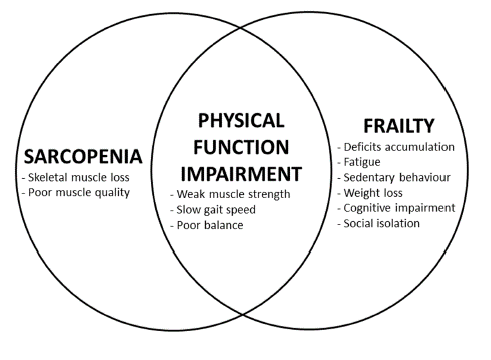 SARCOPENIA
- Skeletal muscle loss
- Poor muscle quality
PHYSICAL
FUNCTION
IMPAIRMENT
- Weak muscle strength
- Slow gait speed
- Poor balance
FRAILTY
- Deficits accumulation
- Fatigue
- Sedentary behaviour
- Weight loss
- Cognitive impairment
- Social isolation